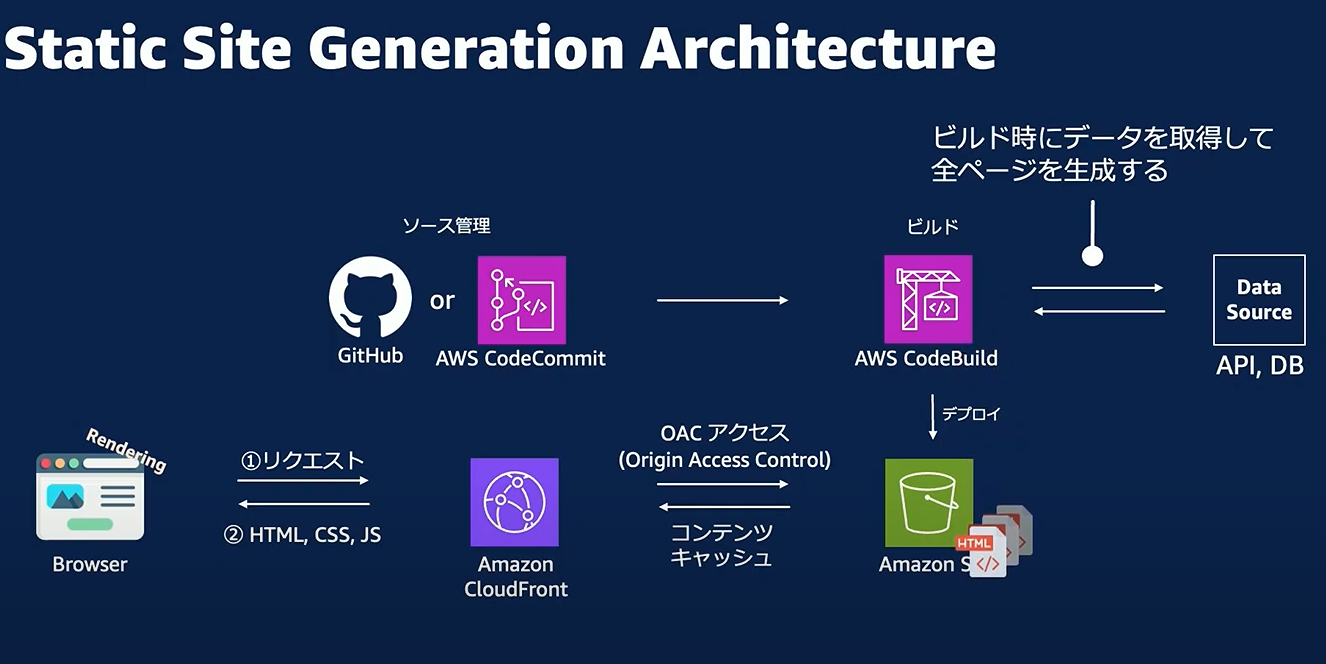 Static Site Generation Architecture
ビルド時にデータを取得して
全ページを生成する
ソース管理
ビルド
or
Data
Source
GitHub
AWS CodeCommit
AWS CodeBuild
API, DB
デプロイ
Rendering
①リクエスト
OAC アクセス
(Origin Access Control)
② HTML, CSS, JS
コンテンツ
キャッシュ
HTML
Browser
Amazon
CloudFront
Amazon